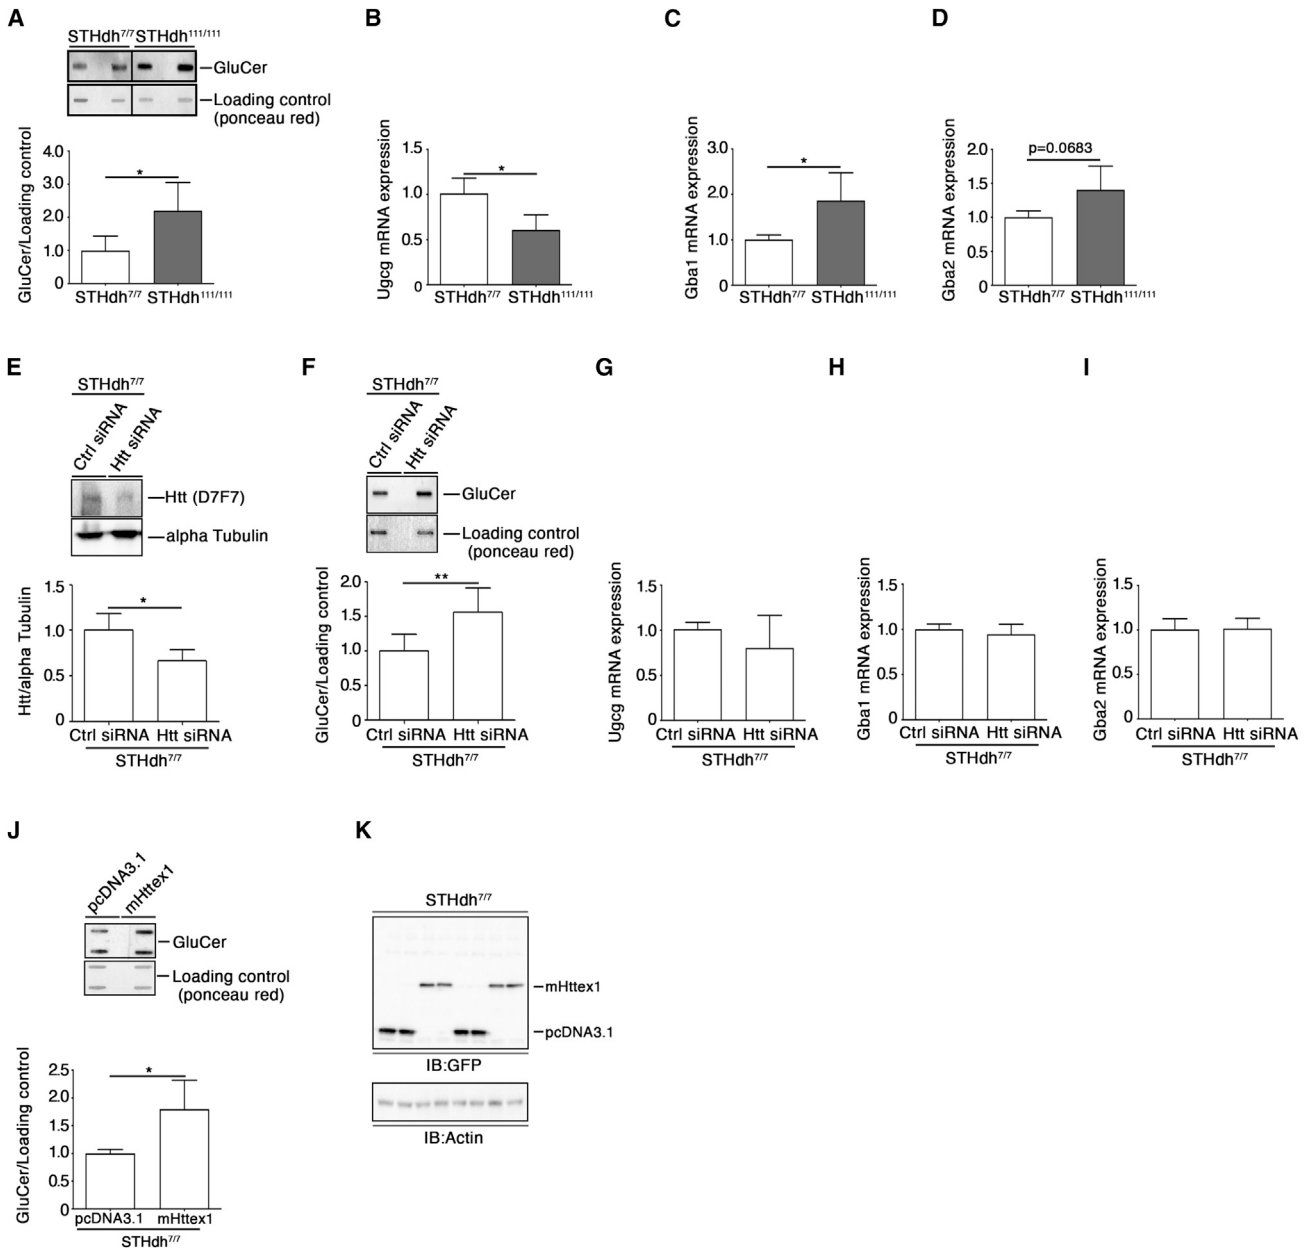 A
STHdh7/7 STHdh111/111
GluCer
Loading control
(ponceau red)
GluCer/Loading control
4.0
3.0
2.0
1.0
0
*
STHdh7/7 STHdh111/111
B
Ugcg mRNA expression
1.5
1.0
0.5
0
*
STHdh7/7 STHdh111/111
C
Gba1 mRNA expression
3.0
2.0
1.0
0
*
STHdh7/7 STHdh111/111
D
Gba2 mRNA expression
2.0
1.5
1.0
0.5
0
p=0.0683
STHdh7/7 STHdh111/111
E
STHdh7/7
Ctrl siRNA
Htt siRNA
Htt (D7F7)
alpha Tubulin
Htt/alpha Tubulin
1.5
1.0
0.5
0
*
Ctrl siRNA Htt siRNA
STHdh7/7
F
STHdh7/7
Ctrl siRNA
Htt siRNA
GluCer
Loading control
(ponceau red)
GluCer/Loading control
2.0
1.5
1.0
0.5
0
**
Ctrl siRNA Htt siRNA
STHdh7/7
G
Ugcg mRNA expression
1.5
1.0
0.5
0
Ctrl siRNA Htt siRNA
STHdh7/7
H
Gba1 mRNA expression
1.5
1.0
0.5
0
Ctrl siRNA Htt siRNA
STHdh7/7
I
Gba2 mRNA expression
1.5
1.0
0.5
0
Ctrl siRNA Htt siRNA
STHdh7/7
J
pcDNA3.1
mHttex1
GluCer
Loading control
(ponceau red)
GluCer/Loading control
2.5
2.0
1.5
1.0
0.5
0
*
pcDNA3.1 mHttex1
STHdh7/7
K
STHdh7/7
mHttex1
pcDNA3.1
IB:GFP
IB:Actin